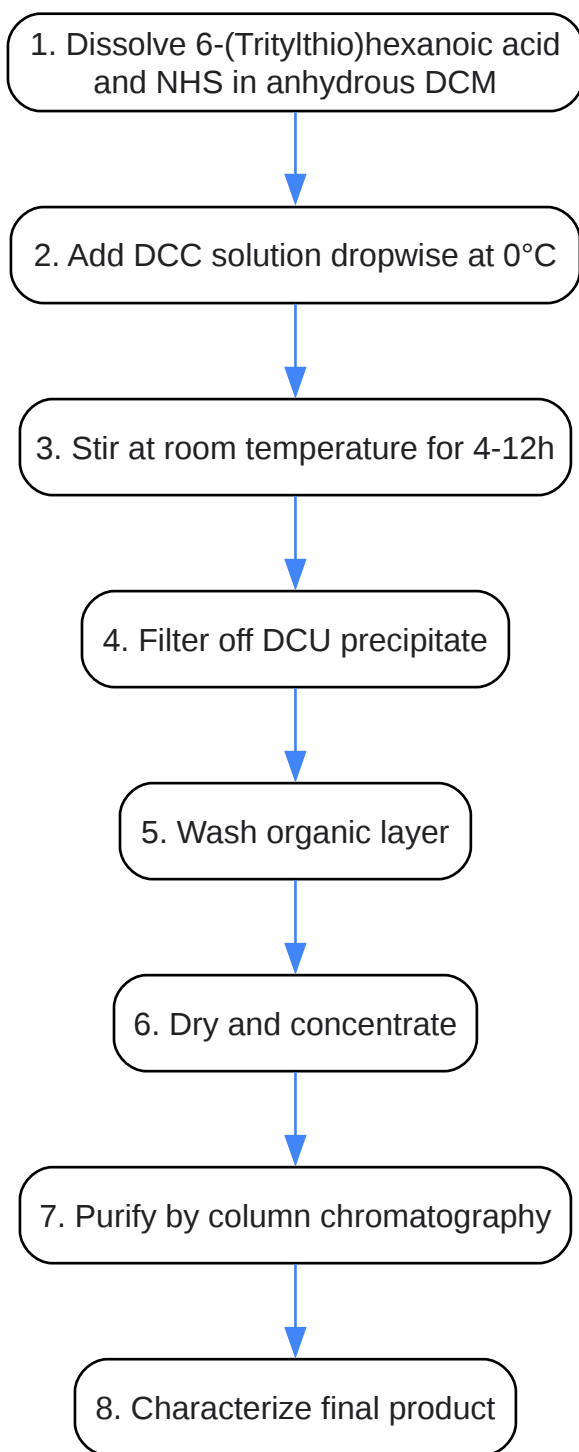 1. Dissolve 6-(Tritylthio)hexanoic acid
and NHS in anhydrous DCM
2. Add DCC solution dropwise at 0°C
3. Stir at room temperature for 4-12h
4. Filter off DCU precipitate
5. Wash organic layer
6. Dry and concentrate
7. Purify by column chromatography
8. Characterize final product